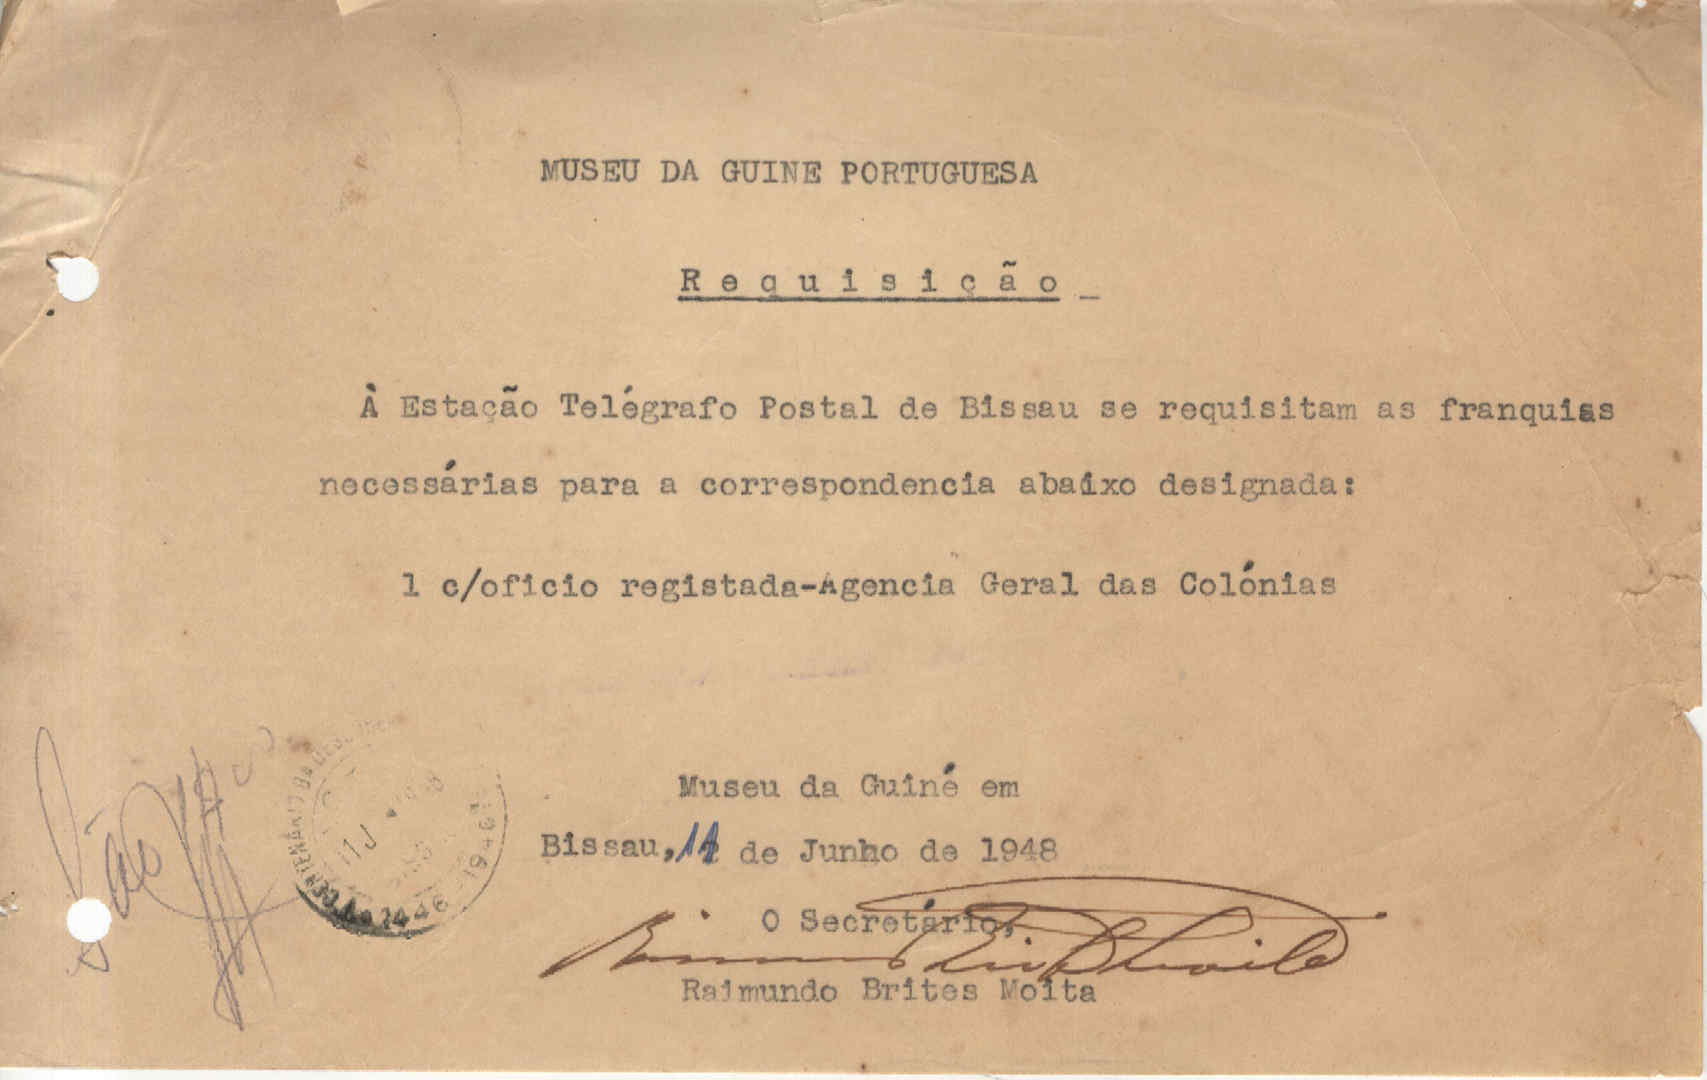 MUSEU DA GUINE PORTUGUESA
Requisição _
À Estação Telégrafo Postal de Bissau se requisitam as franquias
necessárias para a correspondencia abaixo designada:
1 c/oficio registada-Agencia Geral das Colónias
Museu da Guiné em
Bissau, de Junho de 1948
O Secretário,
Raimundo Brites Moita
1446-1946